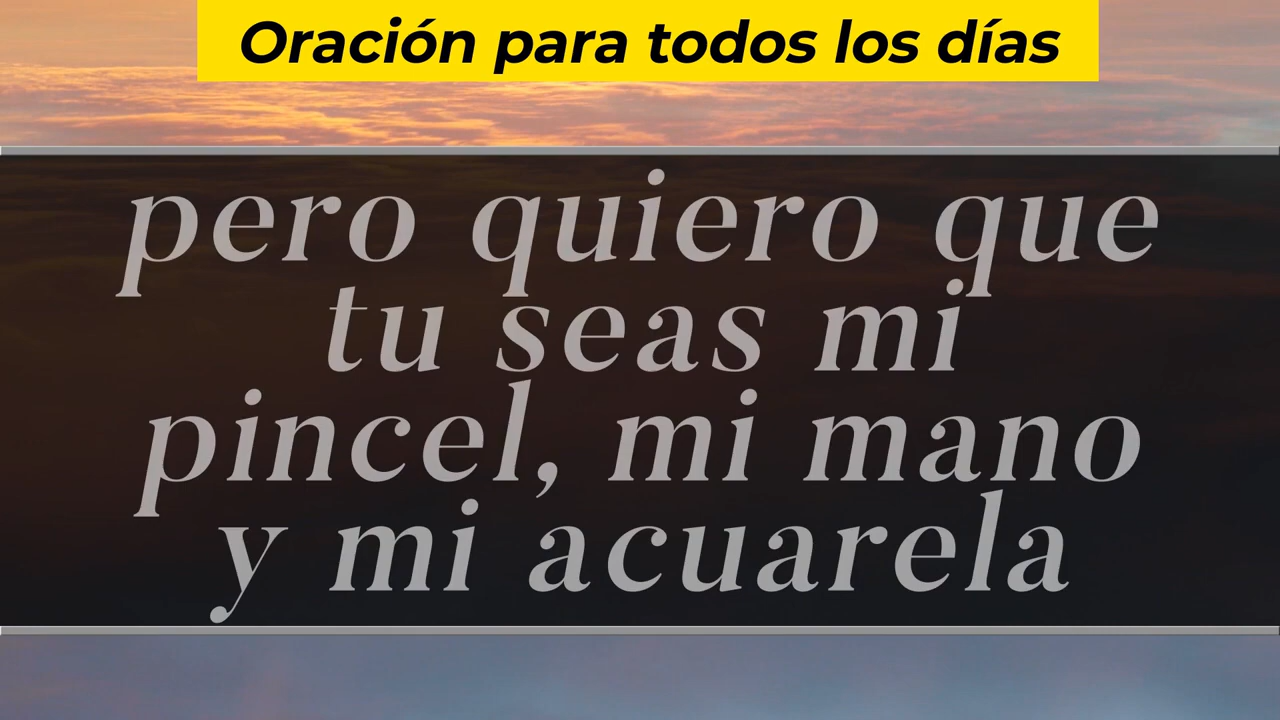 Oración para todos los días
pero quiero que
tu seas mi
pincel, mi mano
y mi acuarela